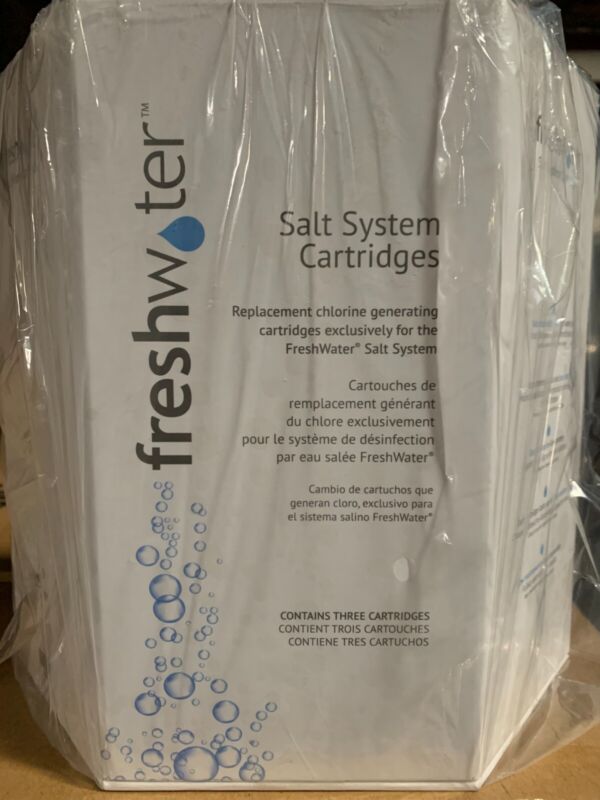 freshwater™
Salt System
Cartridges
Replacement chlorine generating
cartridges exclusively for the
FreshWater® Salt System
Cartouches de
remplacement générant
du chlore exclusivement
pour le système de désinfection
par eau salée FreshWater®
Cambio de cartuchos que
generan cloro, exclusivo para
el sistema salino FreshWater®
CONTAINS THREE CARTRIDGES
CONTIENT TROIS CARTOUCHES
CONTIENE TRES CARTUCHOS